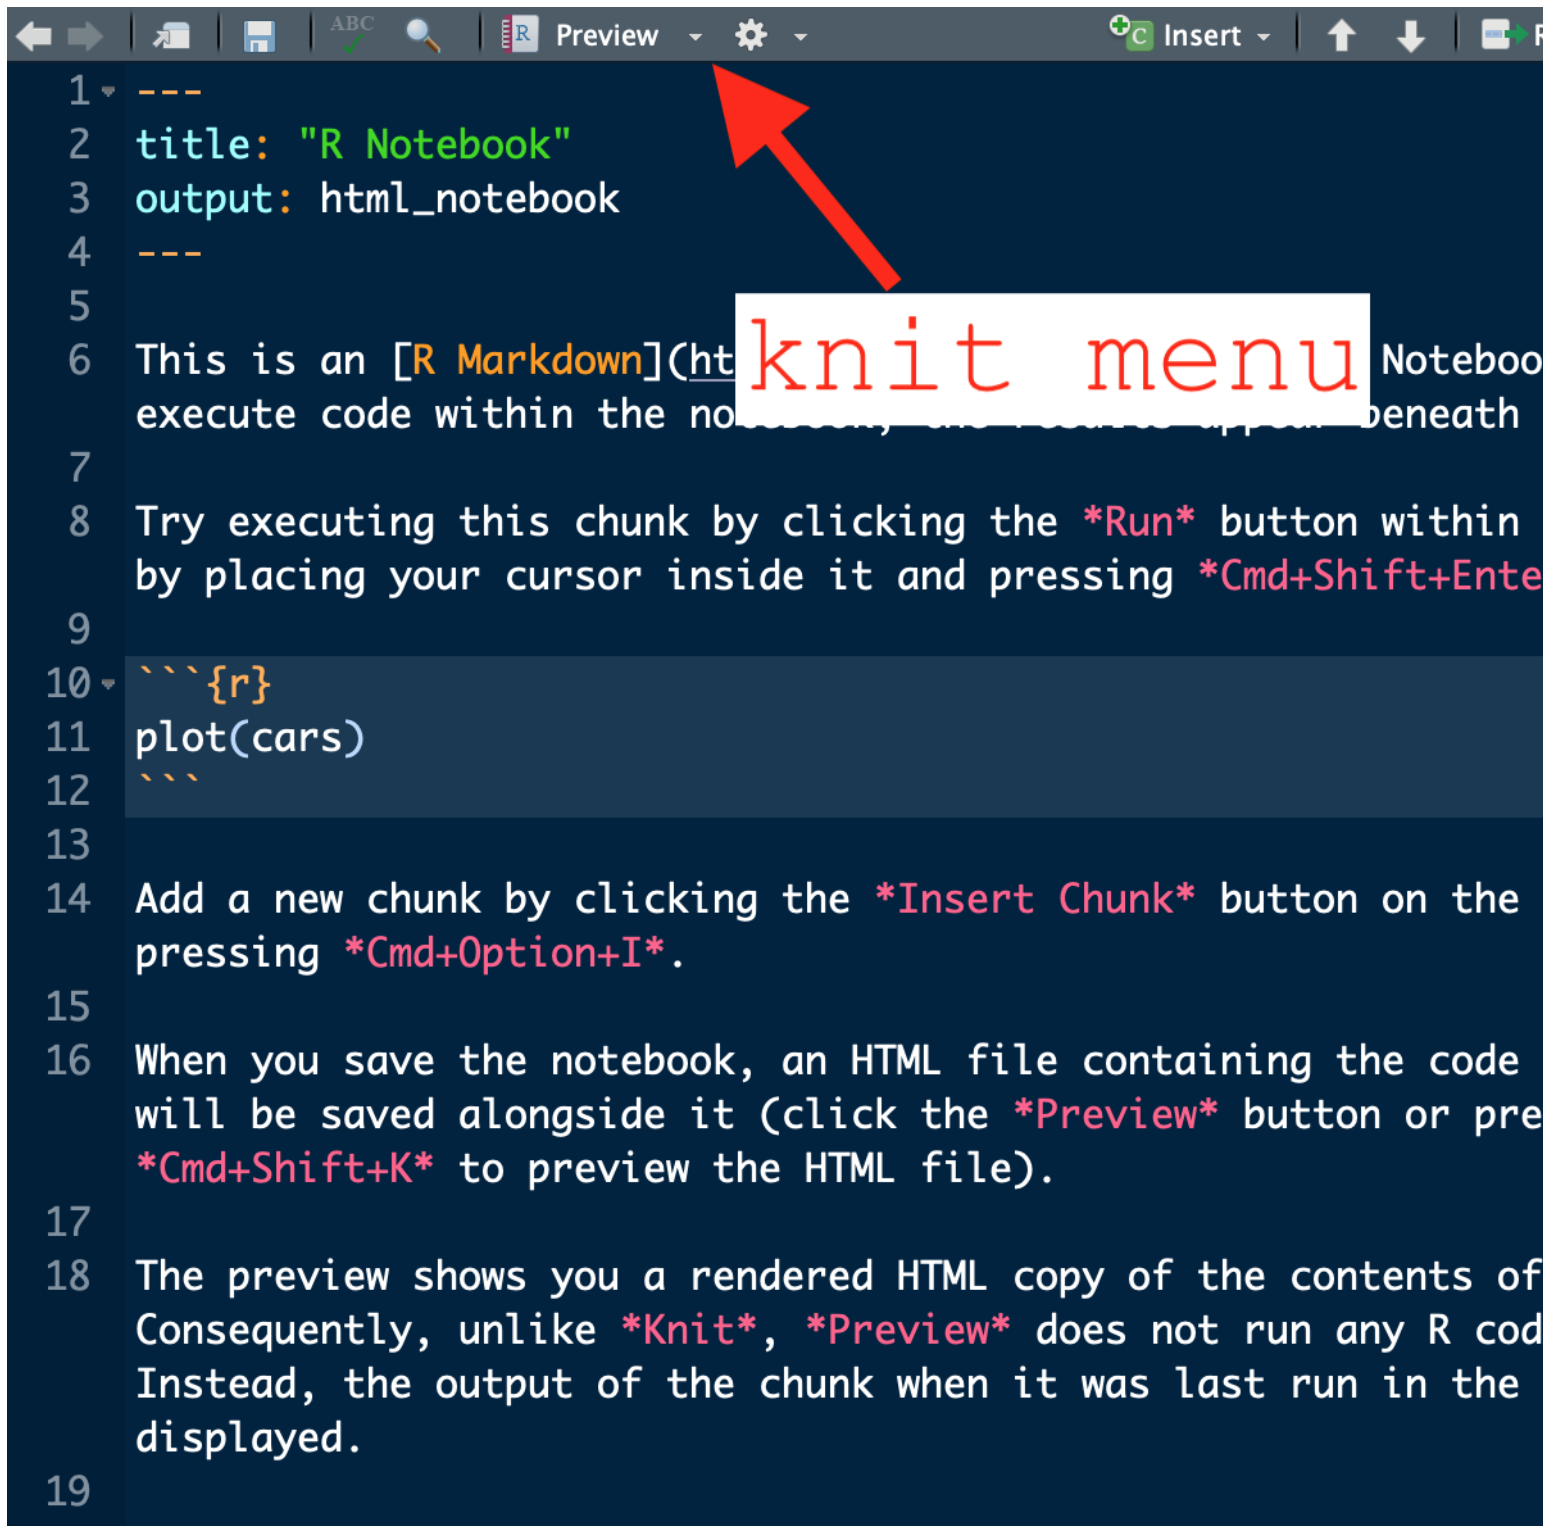 ABC R Preview C Insert
1 ---
2 title: "R Notebook"
3 output: html_notebook
4 ---
5
knit menu
6 This is an [R Markdown](ht Noteboo
execute code within the no beneath
7
8 Try executing this chunk by clicking the *Run* button within
by placing your cursor inside it and pressing *Cmd+Shift+Ente
9
10 ```{r}
11 plot(cars)
12 ```
13
14 Add a new chunk by clicking the *Insert Chunk* button on the
pressing *Cmd+Option+I*.
15
16 When you save the notebook, an HTML file containing the code
will be saved alongside it (click the *Preview* button or pre
*Cmd+Shift+K* to preview the HTML file).
17
18 The preview shows you a rendered HTML copy of the contents of
Consequently, unlike *Knit*, *Preview* does not run any R cod
Instead, the output of the chunk when it was last run in the
displayed.
19